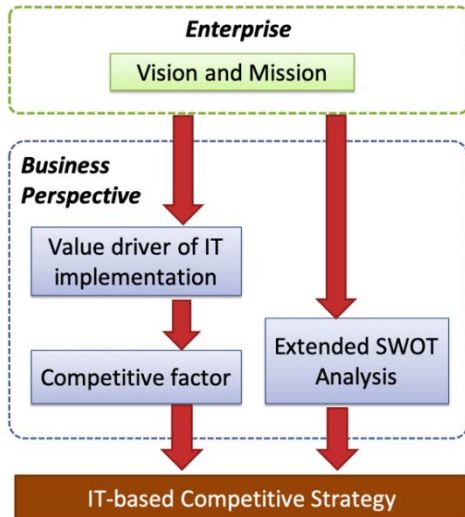 Enterprise
Vision and Mission
Business
Perspective
Value driver of IT
implementation
Competitive factor
Extended SWOT
Analysis
IT-based Competitive Strategy